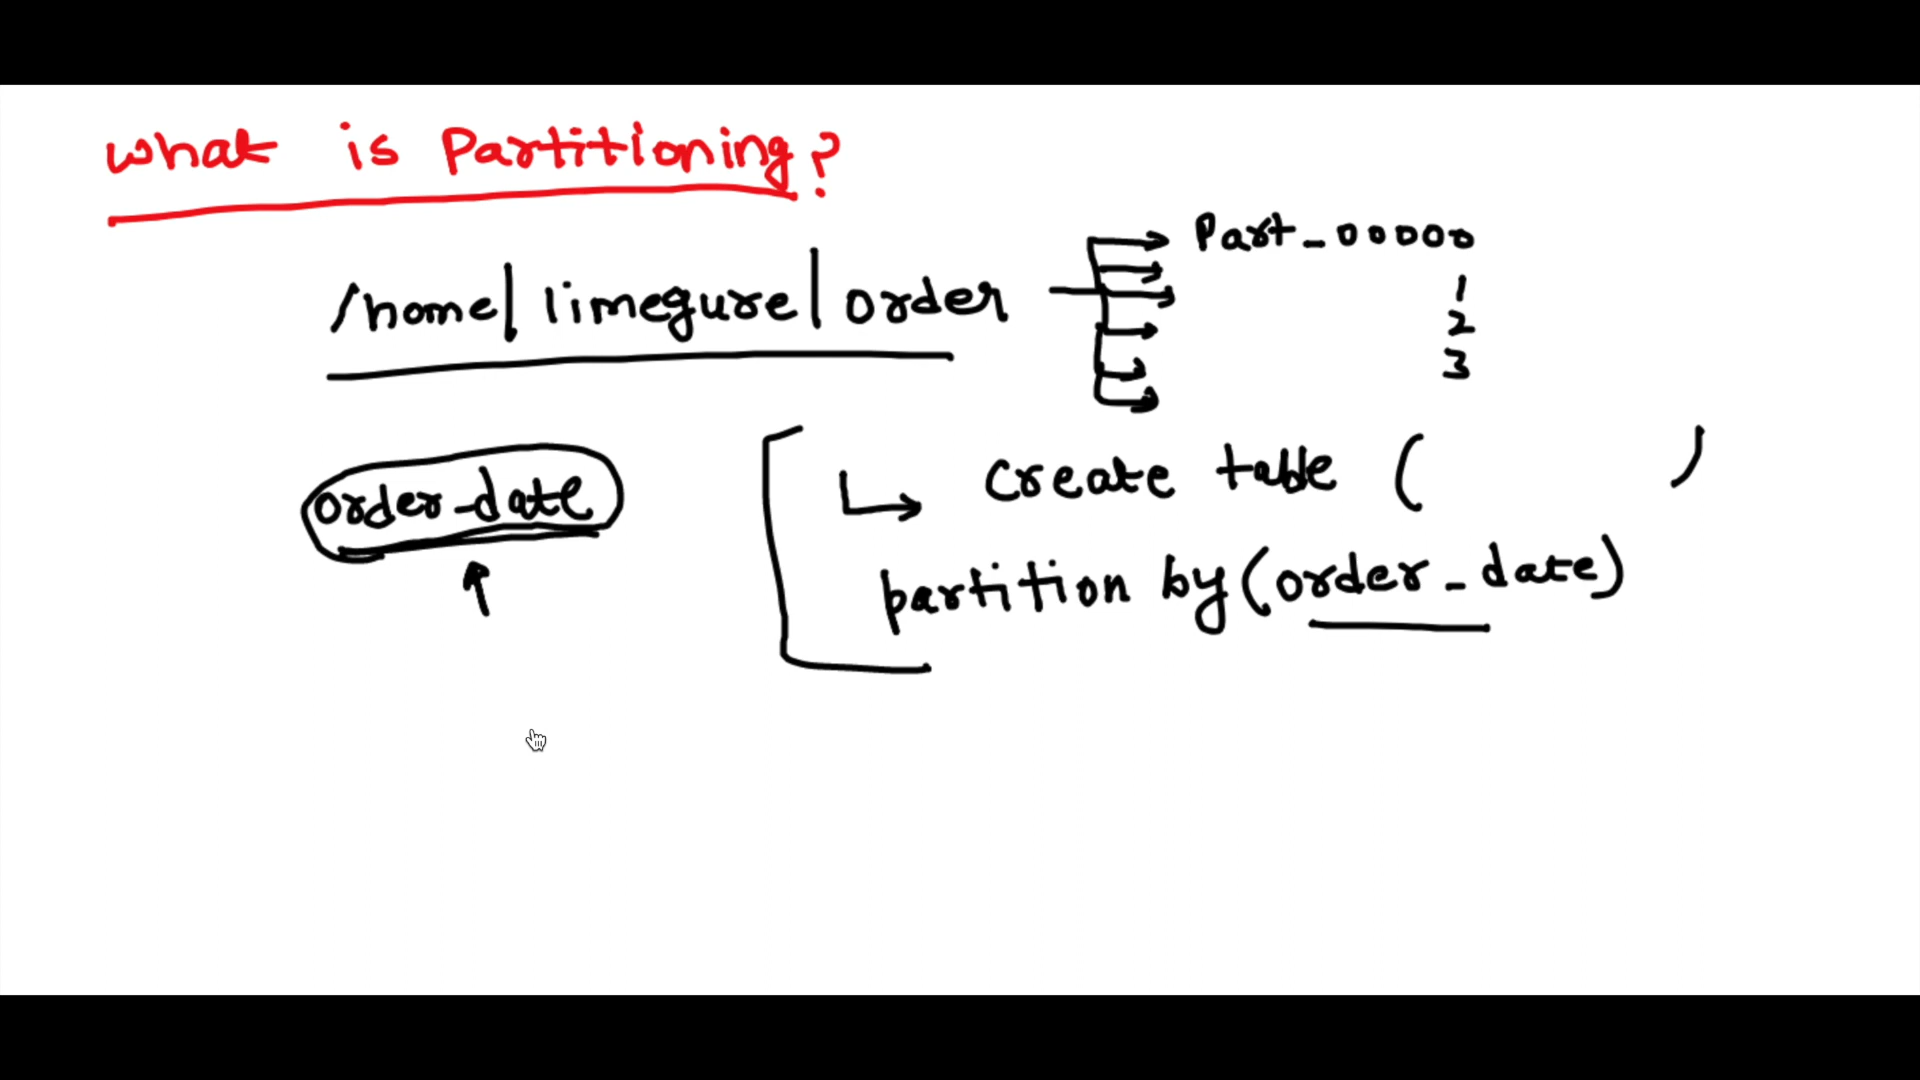 What is Partitioning?
/home/limegure/order
Part_00000
1
2
3
order_date
Create table ( )
partition by (order_date)